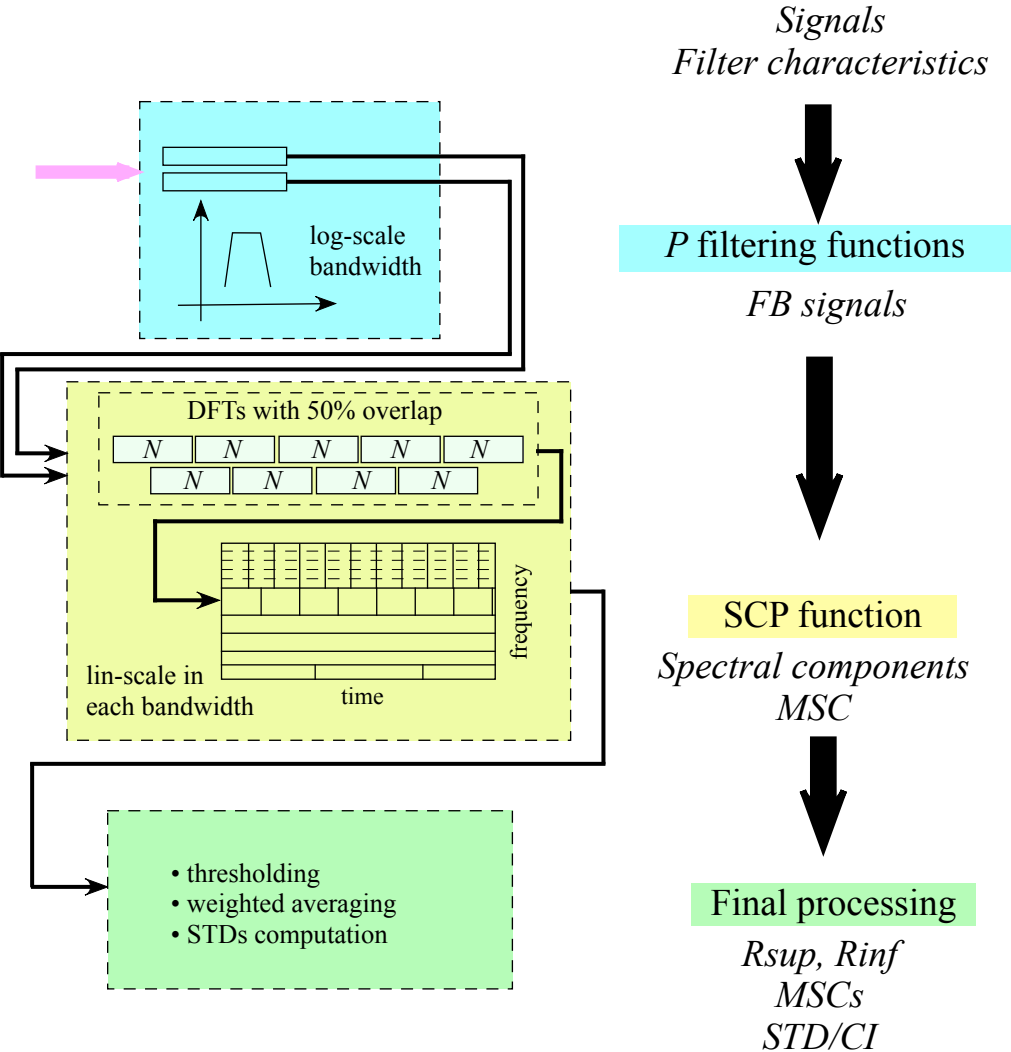 Signals
Filter characteristics
log-scale
bandwidth
P filtering functions
FB signals
DFTs with 50% overlap
N N N N N
N N N N
frequency
time
lin-scale in
each bandwidth
SCP function
Spectral components
MSC
• thresholding
• weighted averaging
• STDs computation
Final processing
Rsup, Rinf
MSCs
STD/CI